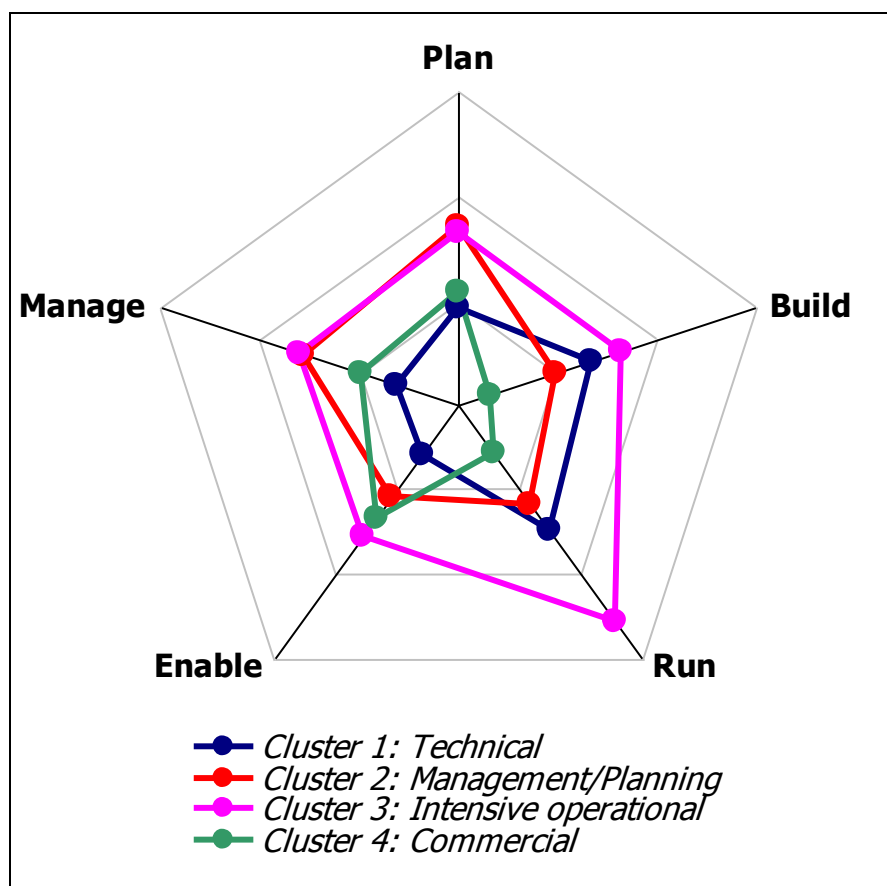 Plan
Manage
Build
Enable
Run
Cluster 1: Technical
Cluster 2: Management/Planning
Cluster 3: Intensive operational
Cluster 4: Commercial